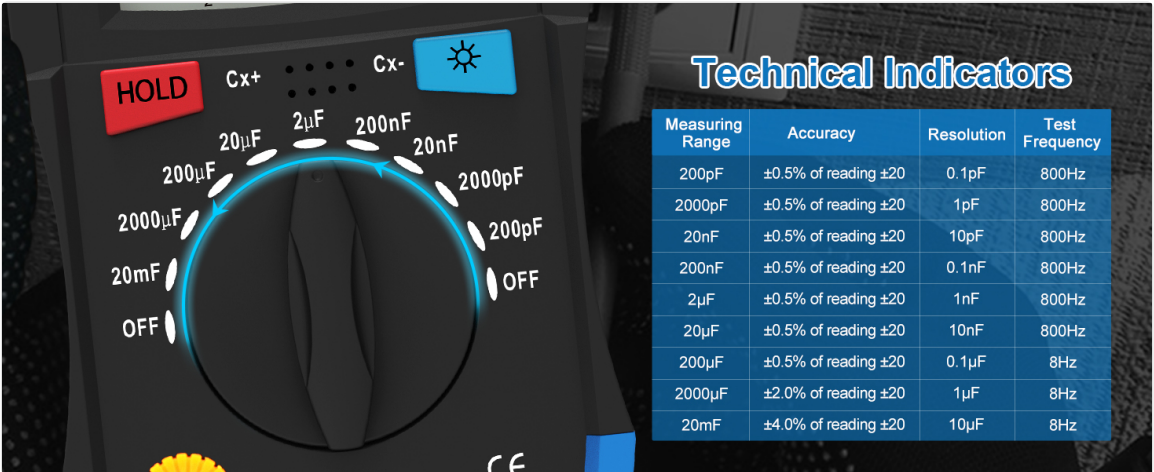 HOLD
Cx+
Cx-
2µF
20µF
200nF
200µF
20nF
2000µF
2000pF
20mF
200pF
OFF
OFF
CE
Technical Indicators
Measuring Range Accuracy Resolution Test Frequency
200pF ±0.5% of reading ±20 0.1pF 800Hz
2000pF ±0.5% of reading ±20 1pF 800Hz
20nF ±0.5% of reading ±20 10pF 800Hz
200nF ±0.5% of reading ±20 0.1nF 800Hz
2µF ±0.5% of reading ±20 1nF 800Hz
20µF ±0.5% of reading ±20 10nF 800Hz
200µF ±0.5% of reading ±20 0.1µF 8Hz
2000µF ±2.0% of reading ±20 1µF 8Hz
20mF ±4.0% of reading ±20 10µF 8Hz